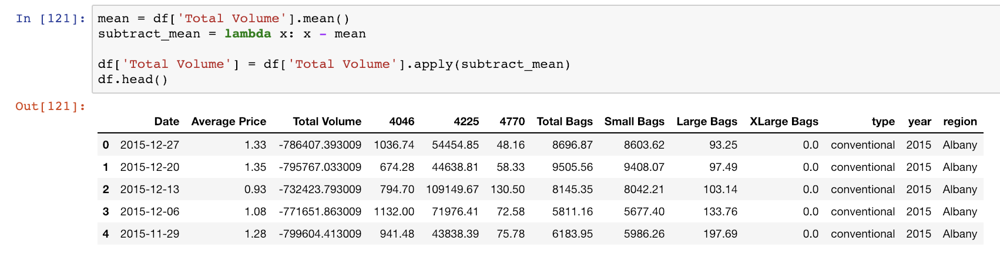 In [121]: mean = df['Total Volume'].mean()
subtract_mean = lambda x: x - mean
df['Total Volume'] = df['Total Volume'].apply(subtract_mean)
df.head()
Out[121]:
Date Average Price Total Volume 4046 4225 4770 Total Bags Small Bags Large Bags XLarge Bags type year region
0 2015-12-27 1.33 -786407.393009 1036.74 54454.85 48.16 8696.87 8603.62 93.25 0.0 conventional 2015 Albany
1 2015-12-20 1.35 -795767.033009 674.28 44638.81 58.33 9505.56 9408.07 97.49 0.0 conventional 2015 Albany
2 2015-12-13 0.93 -732423.793009 794.70 109149.67 130.50 8145.35 8042.21 103.14 0.0 conventional 2015 Albany
3 2015-12-06 1.08 -771651.863009 1132.00 71976.41 72.58 5811.16 5677.40 133.76 0.0 conventional 2015 Albany
4 2015-11-29 1.28 -799604.413009 941.48 43838.39 75.78 6183.95 5986.26 197.69 0.0 conventional 2015 Albany